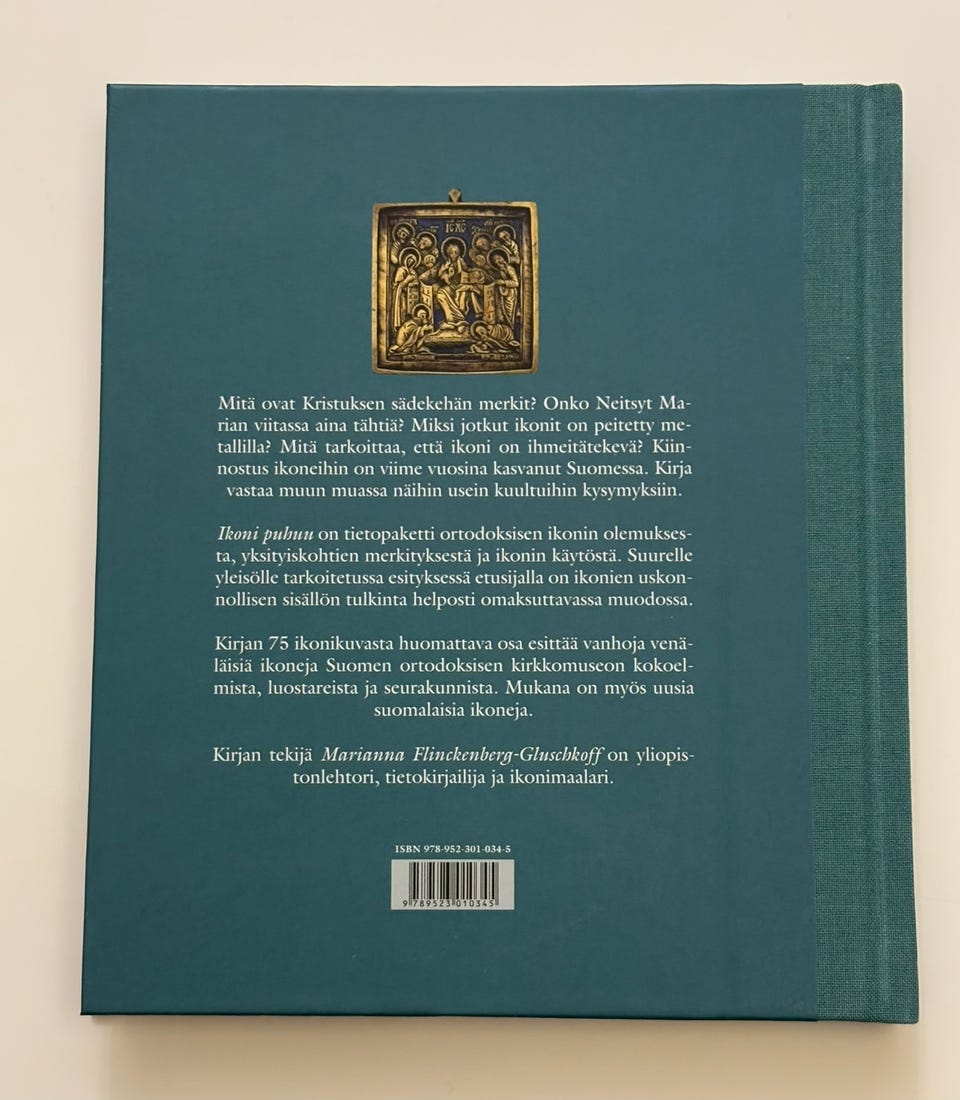 IC XC
Mitä ovat Kristuksen sädekehän merkit? Onko Neitsyt Ma-
rian viitassa aina tähtiä? Miksi jotkut ikonit on peitetty me-
tallilla? Mitä tarkoittaa, että ikoni on ihmeitätekevä? Kiin-
nostus ikoneihin on viime vuosina kasvanut Suomessa. Kirja
vastaa muun muassa näihin usein kuultuihin kysymyksiin.
Ikoni puhuu on tietopaketti ortodoksisen ikonin olemukses-
ta, yksityiskohtien merkityksestä ja ikonin käytöstä. Suurelle
yleisölle tarkoitetussa esityksessä etusijalla on ikonien uskon-
nollisen sisällön tulkinta helposti omaksuttavassa muodossa.
Kirjan 75 ikonikuvasta huomattava osa esittää vanhoja venä-
läisiä ikoneja Suomen ortodoksisen kirkkomuseon kokoel-
mista, luostareista ja seurakunnista. Mukana on myös uusia
suomalaisia ikoneja.
Kirjan tekijä Marianna Flinckenberg-Gluschkoff on yliopis-
tonlehtori, tietokirjailija ja ikonimaalari.
ISBN 978-952-301-034-5
9 789523 010345